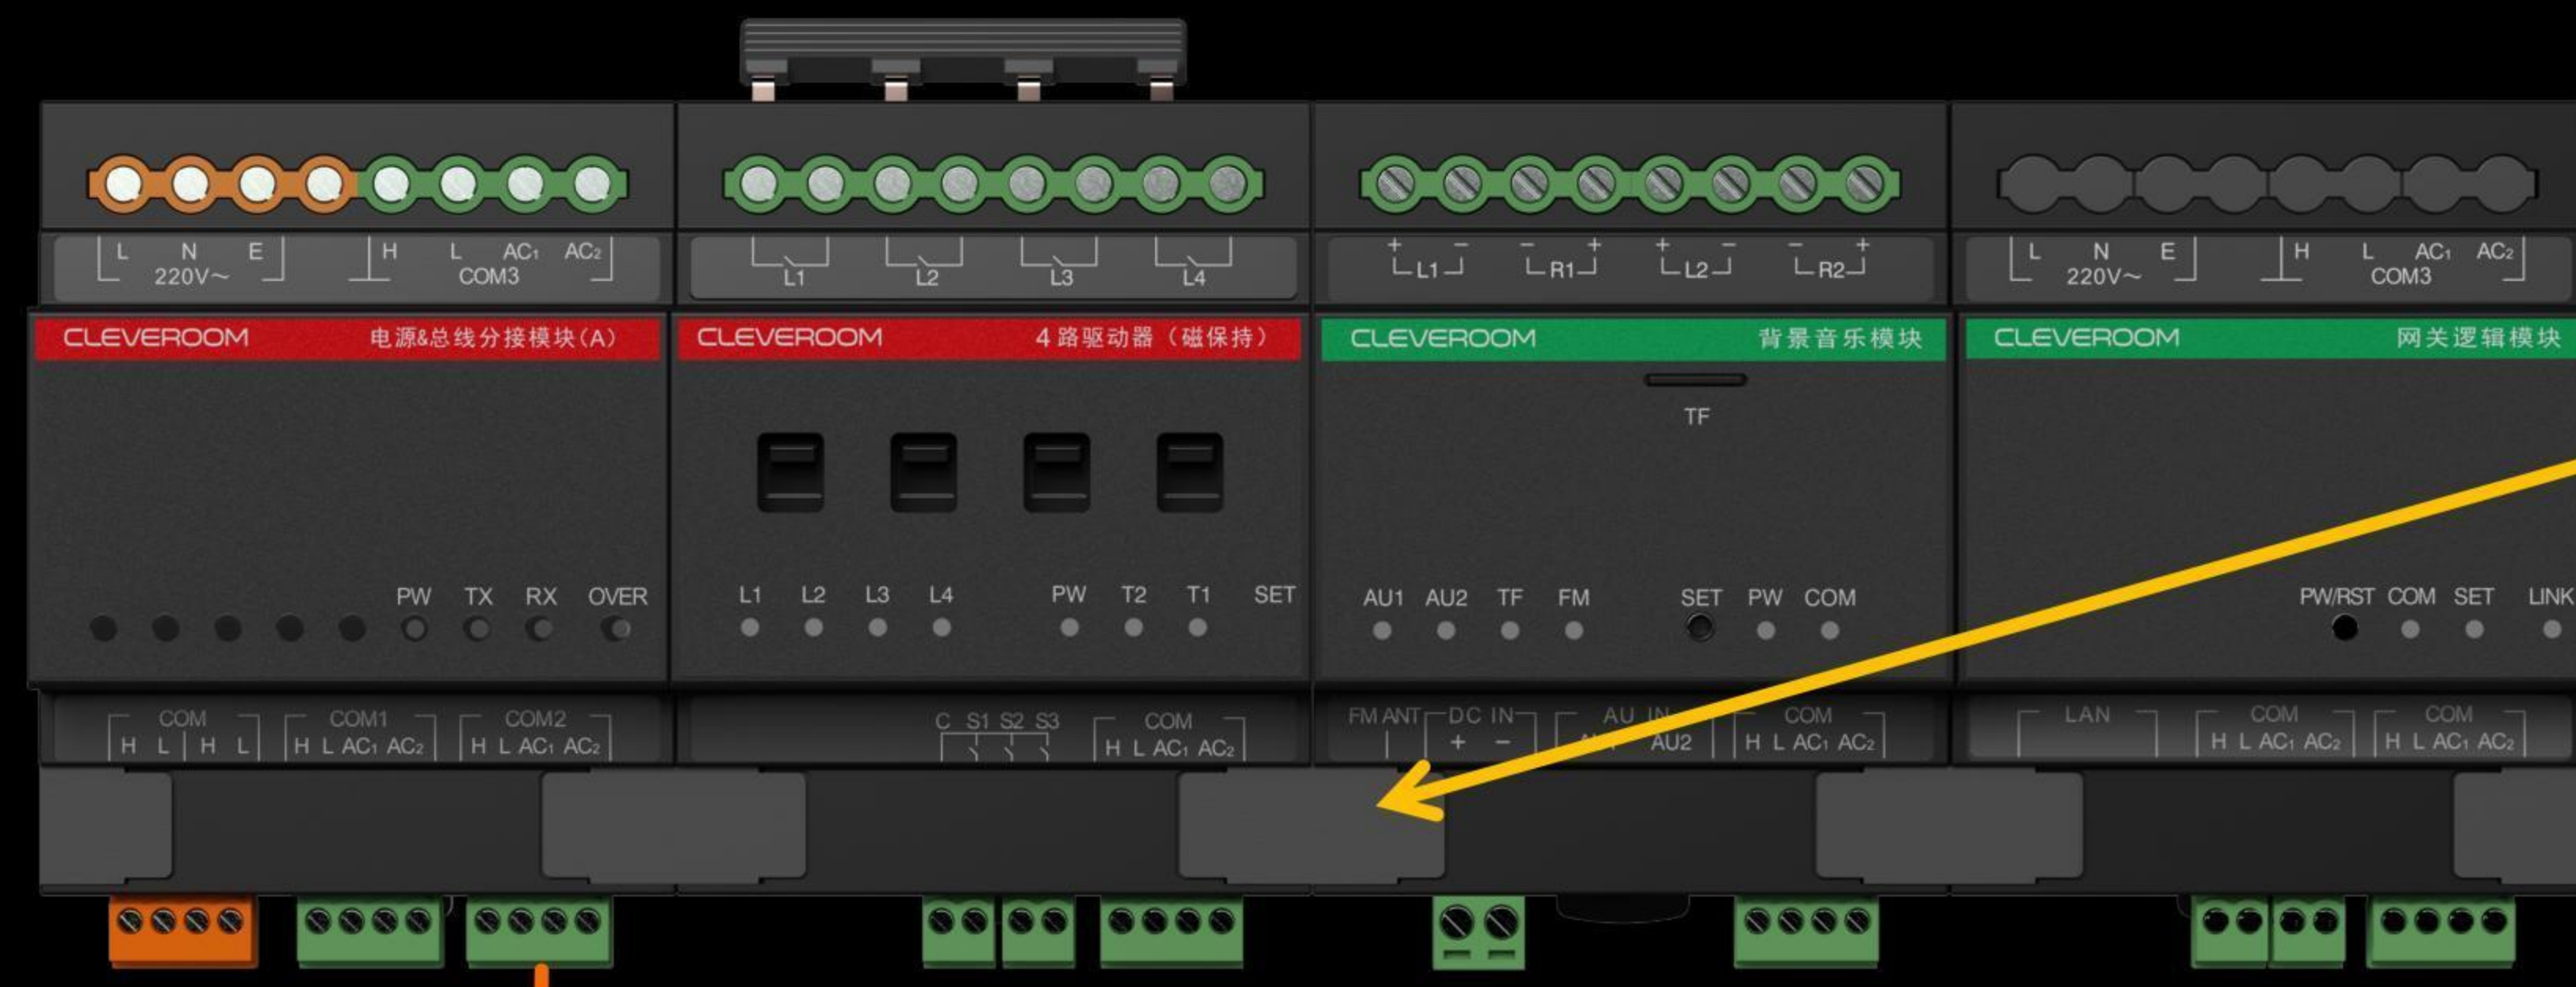 L N E H L AC1 AC2
220V～ COM3
L1 L2 L3 L4
+ − − + + − − +
L1 R1 L2 R2
L N E H L AC1 AC2
220V～ COM3
CLEVEROOM 电源&总线分接模块(A)
CLEVEROOM 4路驱动器（磁保持）
CLEVEROOM 背景音乐模块
CLEVEROOM 网关逻辑模块
TF
PW TX RX OVER
L1 L2 L3 L4 PW T2 T1 SET
AU1 AU2 TF FM SET PW COM
PW/RST COM SET LINK
COM COM1 COM2
H L H L H L AC1 AC2 H L AC1 AC2
C S1 S2 S3 COM
H L AC1 AC2
FM ANT DC IN AU IN COM
+ − AU2 H L AC1 AC2
LAN COM COM
H L AC1 AC2 H L AC1 AC2